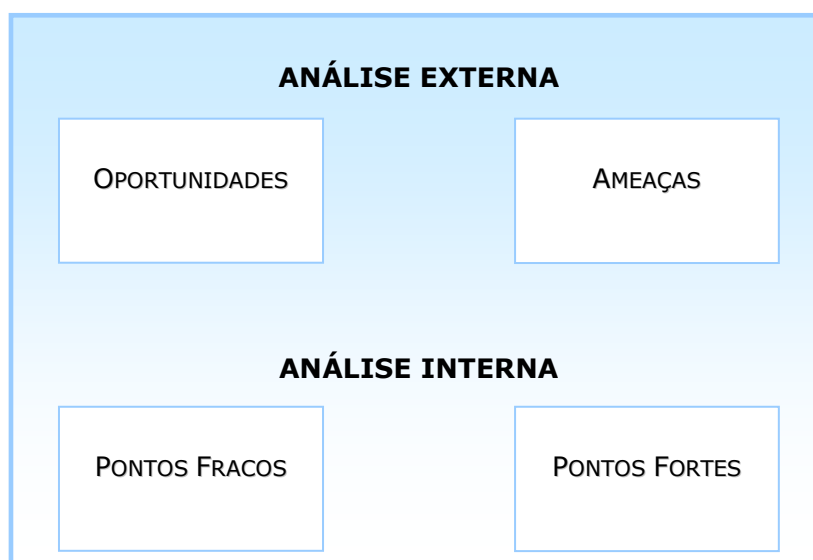 ANÁLISE EXTERNA
OPORTUNIDADES
AMEAÇAS
ANÁLISE INTERNA
PONTOS FRACOS
PONTOS FORTES